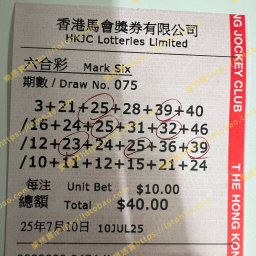 香港馬會獎券有限公司
HKJC Lotteries Limited
六合彩 Mark Six
期數 / Draw No. 075
3+21+25+28+39+40
/16+24+25+31+32+46
/12+23+24+25+36+39
/10+11+12+15+21+24
每注 Unit Bet $10.00
總額 Total $40.00
25年7月10日 10JUL25
NG JOCKEY CLUB
THE HONG KONG